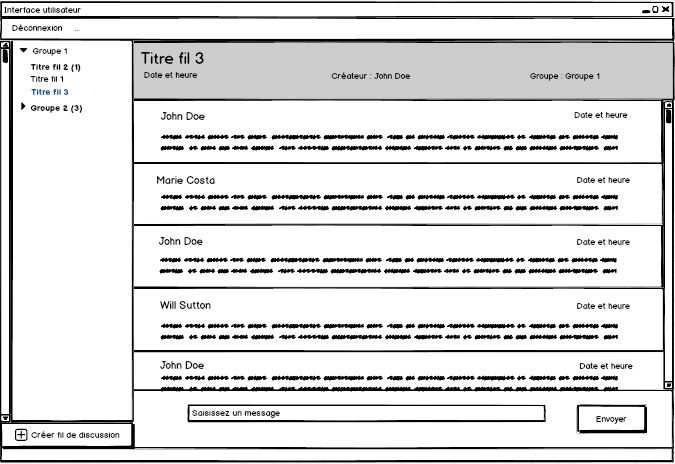 Interface utilisateur
Déconnexion ...
Groupe 1
Titre fil 2 (1)
Titre fil 1
Titre fil 3
Groupe 2 (3)
Créer fil de discussion
Titre fil 3
Date et heure Créateur : John Doe Groupe : Groupe 1
John Doe Date et heure
Marie Costa Date et heure
John Doe Date et heure
Will Sutton Date et heure
John Doe Date et heure
Saisissez un message Envoyer